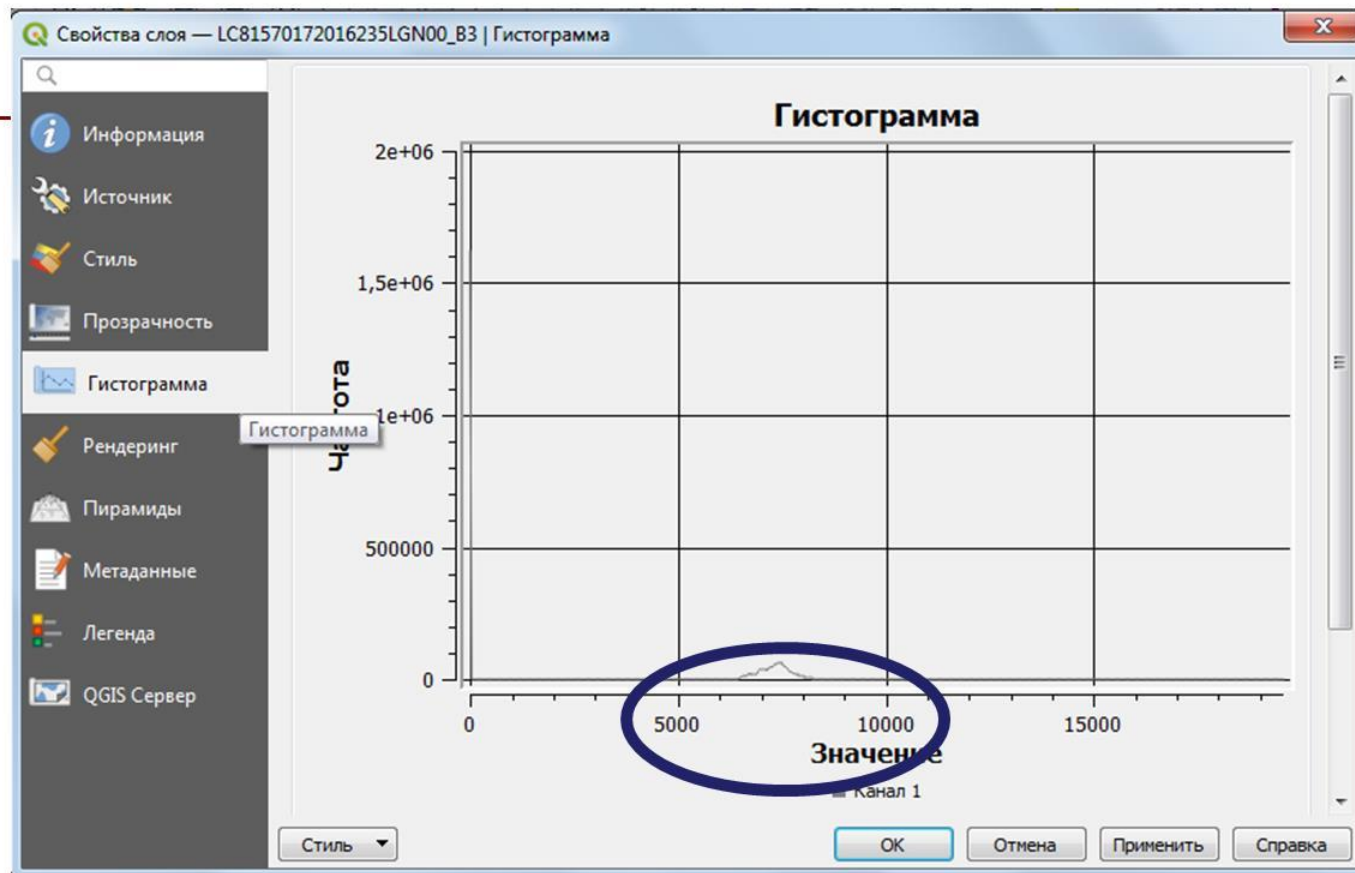 Свойства слоя — LC81570172016235LGN00_B3 | Гистограмма
Информация
Источник
Стиль
Прозрачность
Гистограмма
Гистограмма
Рендеринг
Пирамиды
Метаданные
Легенда
QGIS Сервер
Гистограмма
2e+06
1,5e+06
1e+06
500000
0
0 5000 10000 15000
Значение
Канал 1
Стиль
OK
Отмена
Применить
Справка